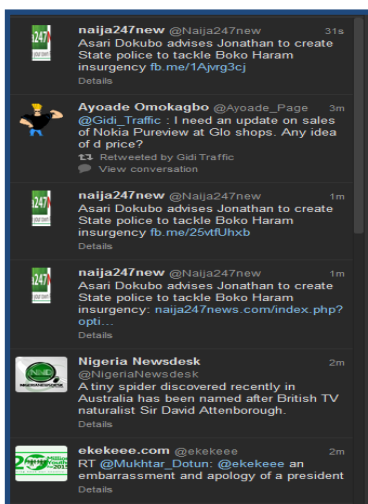 naija247new @Naija247new 31s
Asari Dokubo advises Jonathan to create
State police to tackle Boko Haram
insurgency fb.me/1Ajvrg3cj
Details
Ayoade Omokagbo @Ayoade_Page 3m
@Gidi_Traffic : I need an update on sales
of Nokia Pureview at Glo shops. Any idea
of d price?
Retweeted by Gidi Traffic
View conversation
naija247new @Naija247new 1m
Asari Dokubo advises Jonathan to create
State police to tackle Boko Haram
insurgency fb.me/25vtfUhxb
Details
naija247new @Naija247new 1m
Asari Dokubo advises Jonathan to create
State police to tackle Boko Haram
insurgency: naija247news.com/index.php?
opti...
Details
Nigeria Newsdesk 2m
@NigeriaNewsdesk
A tiny spider discovered recently in
Australia has been named after British TV
naturalist Sir David Attenborough.
Details
ekekeee.com @ekekeee 2m
RT @Mukhtar_Dotun: @ekekeee an
embarrassment and apology of a president
Details